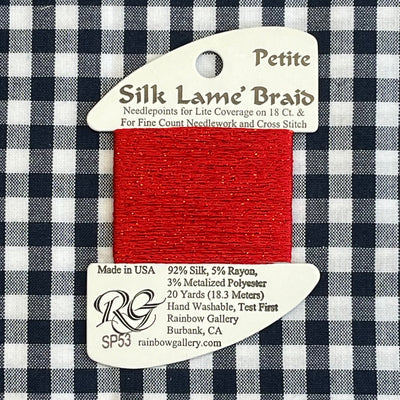 Petite
Silk Lame' Braid
Needlepoints for Lite Coverage on 18 Ct. &
For Fine Count Needlework and Cross Stitch
Made in USA
RG
SP53
92% Silk, 5% Rayon,
3% Metalized Polyester
20 Yards (18.3 Meters)
Hand Washable, Test First
Rainbow Gallery
Burbank, CA
rainbowgallery.com